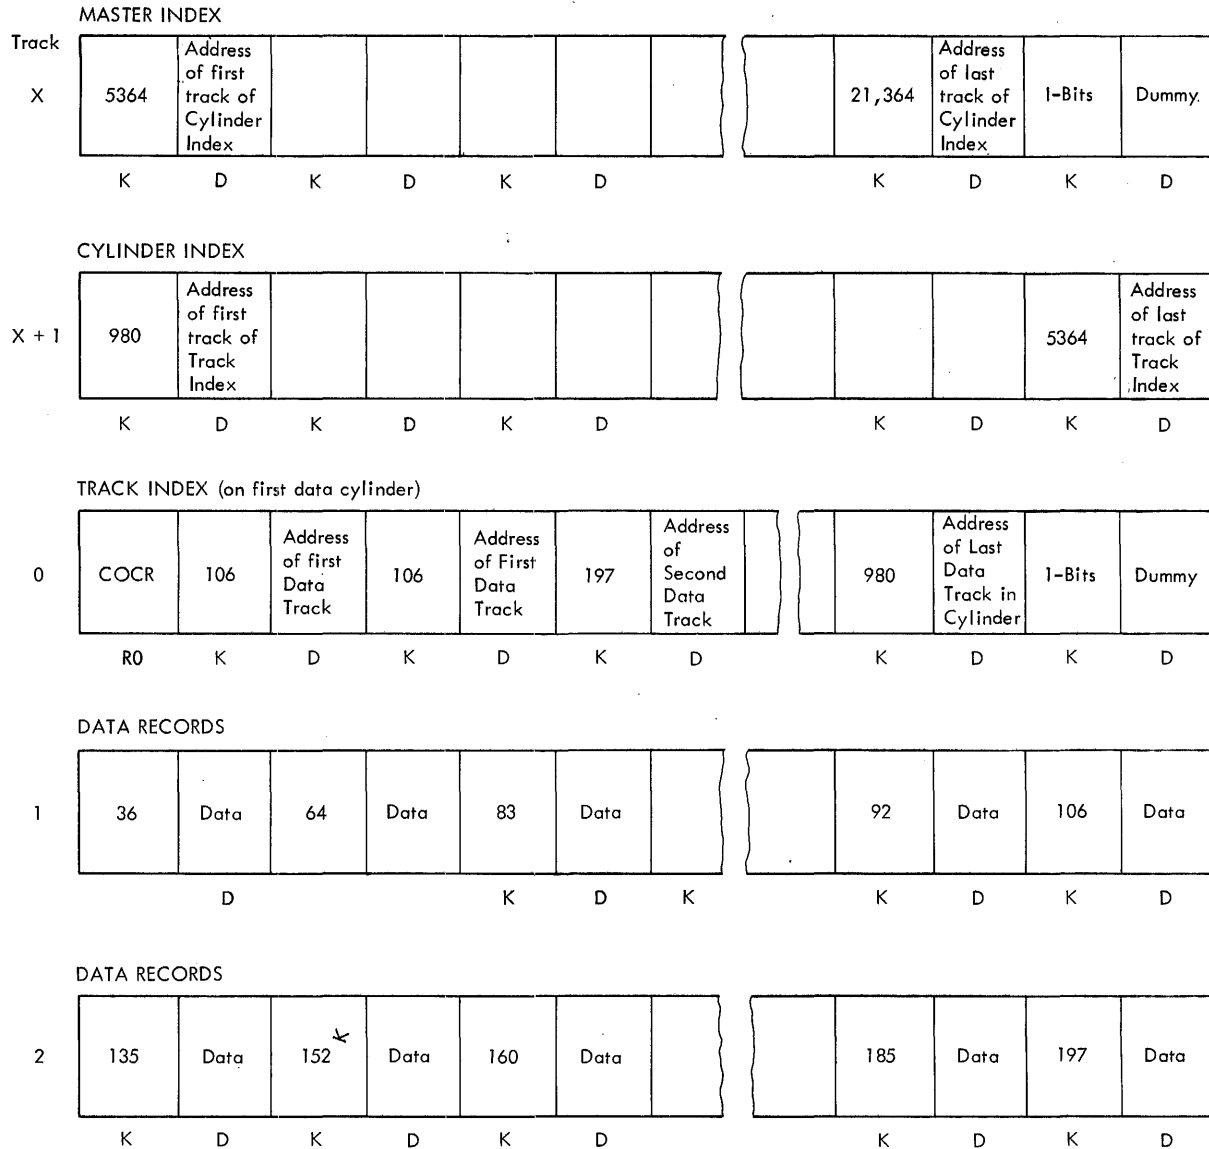 MASTER INDEX
Track
X
5364
Address
of first
track of
Cylinder
Index
21,364
Address
of last
track of
Cylinder
Index
1-Bits
Dummy.
K D K D K D K D K D
CYLINDER INDEX
X + 1
980
Address
of first
track of
Track
Index
5364
Address
of last
track of
Track
Index
K D K D K D K D K D
TRACK INDEX (on first data cylinder)
0
COCR
106
Address
of first
Data
Track
106
Address
of First
Data
Track
197
Address
of
Second
Data
Track
980
Address
of Last
Data
Track in
Cylinder
1-Bits
Dummy
R0 K D K D K D K D K D
DATA RECORDS
1
36 Data 64 Data 83 Data 92 Data 106 Data
D K D K K D K D
DATA RECORDS
2
135 Data 152 K Data 160 Data 185 Data 197 Data
K D K D K D K D K D